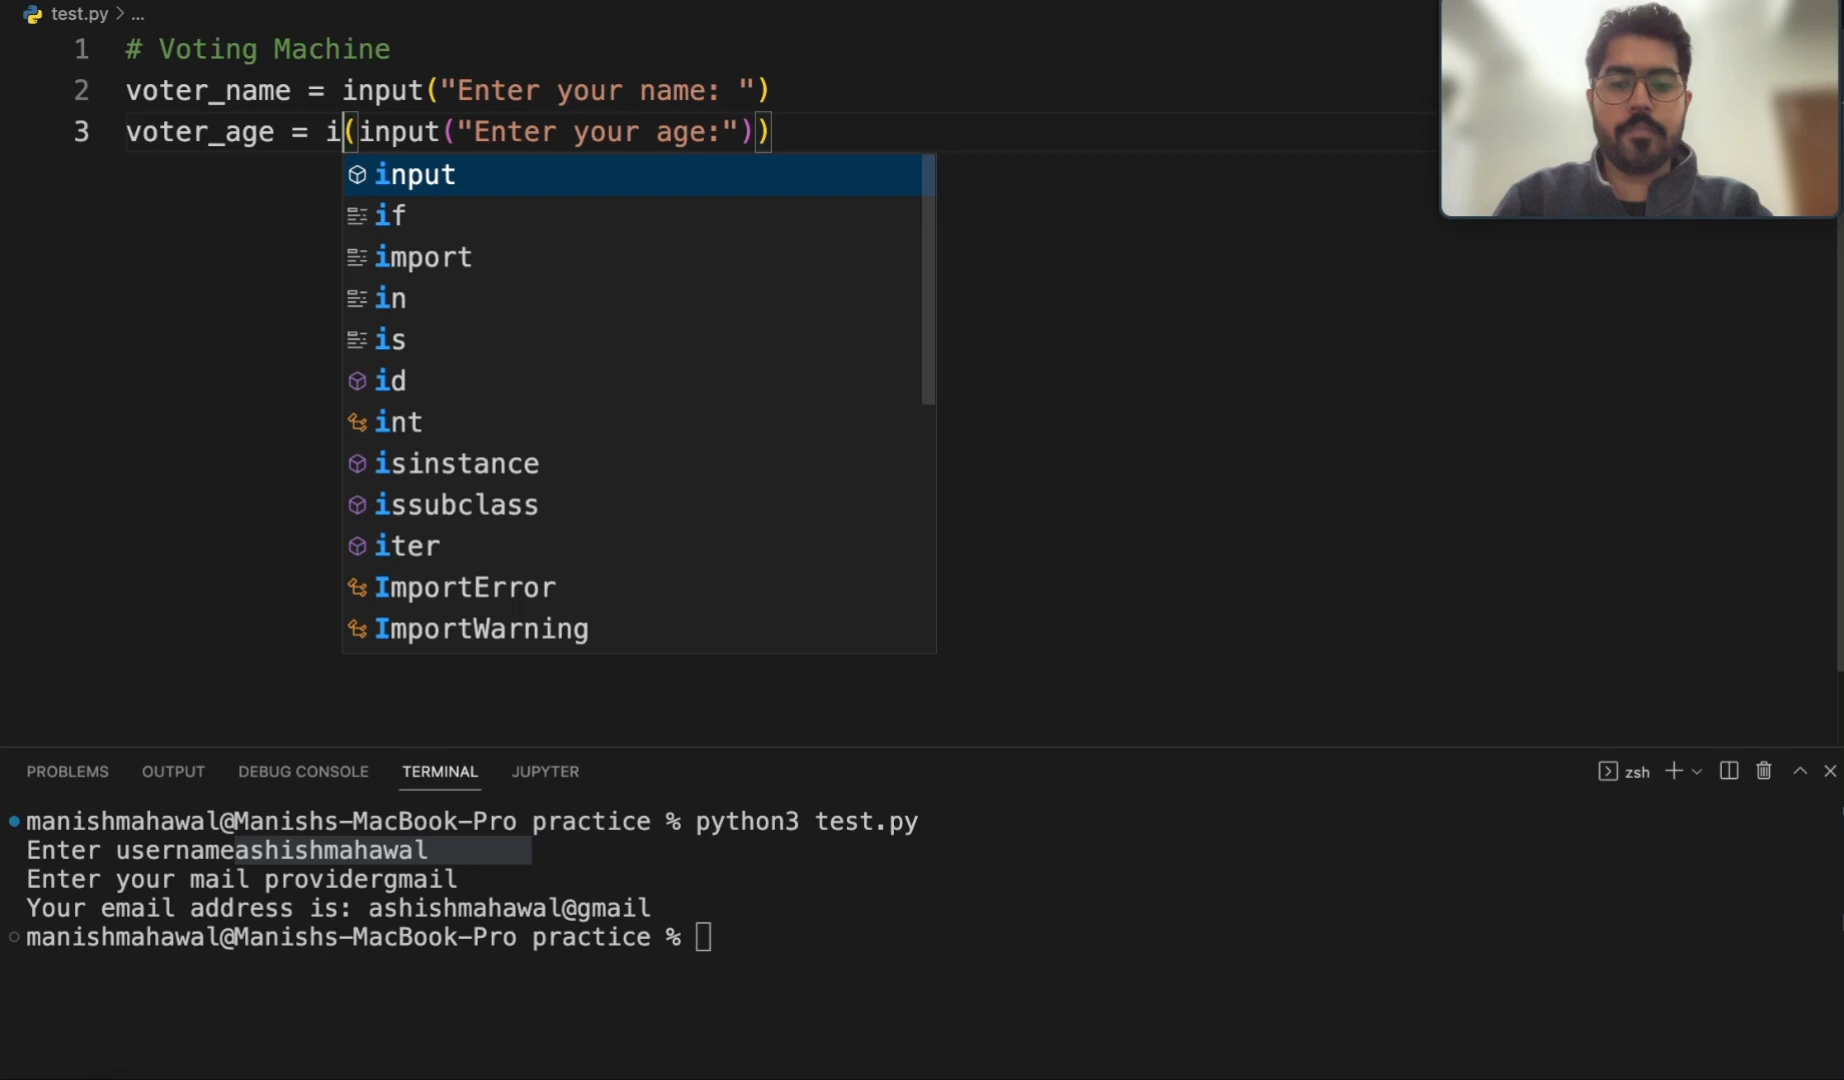 test.py > ...
1 # Voting Machine
2 voter_name = input("Enter your name: ")
3 voter_age = i(input("Enter your age:"))
input
if
import
in
is
id
int
isinstance
issubclass
iter
ImportError
ImportWarning
PROBLEMS OUTPUT DEBUG CONSOLE TERMINAL JUPYTER zsh
manishmahawal@Manishs-MacBook-Pro practice % python3 test.py
Enter usernameashishmahawal
Enter your mail providergmail
Your email address is: ashishmahawal@gmail
manishmahawal@Manishs-MacBook-Pro practice %